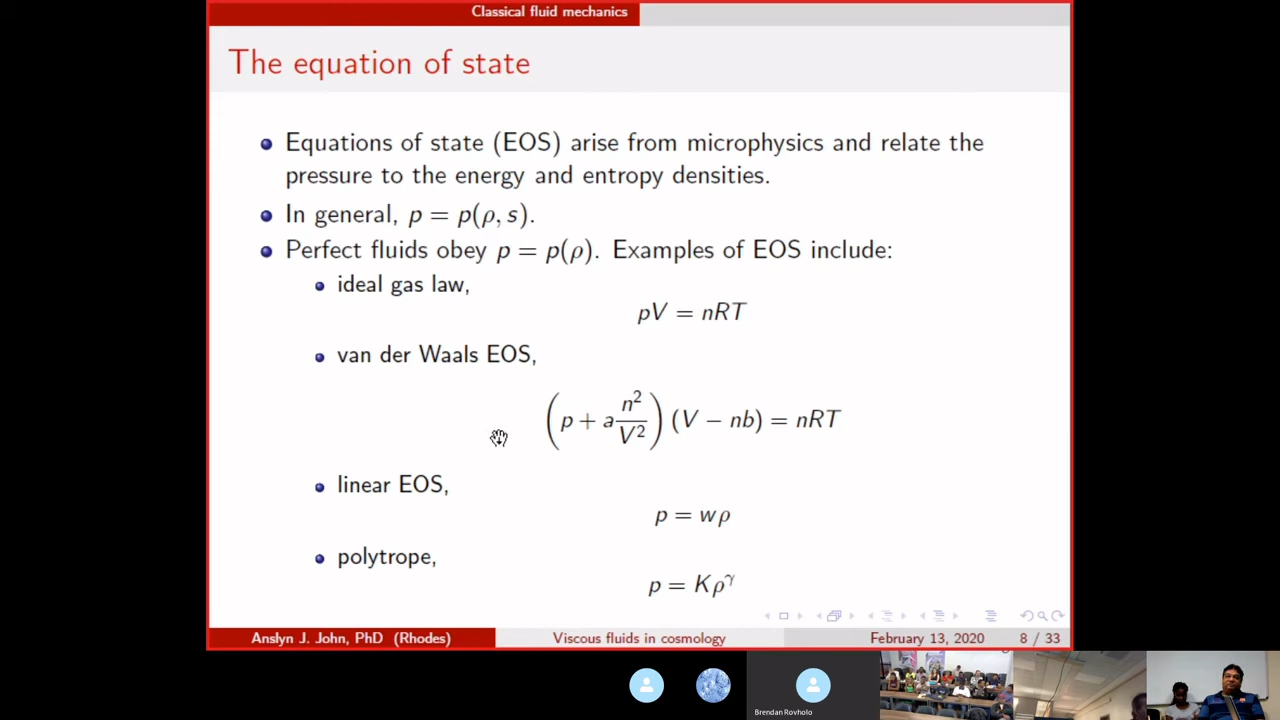 Classical fluid mechanics
The equation of state
Equations of state (EOS) arise from microphysics and relate the
pressure to the energy and entropy densities.
In general, p = p(ρ, s).
Perfect fluids obey p = p(ρ). Examples of EOS include:
ideal gas law,
pV = nRT
van der Waals EOS,
(p + a n²/V²) (V − nb) = nRT
linear EOS,
p = wρ
polytrope,
p = Kρ^γ
Anslyn J. John, PhD (Rhodes) Viscous fluids in cosmology February 13, 2020 8 / 33
Brendan Rovholo